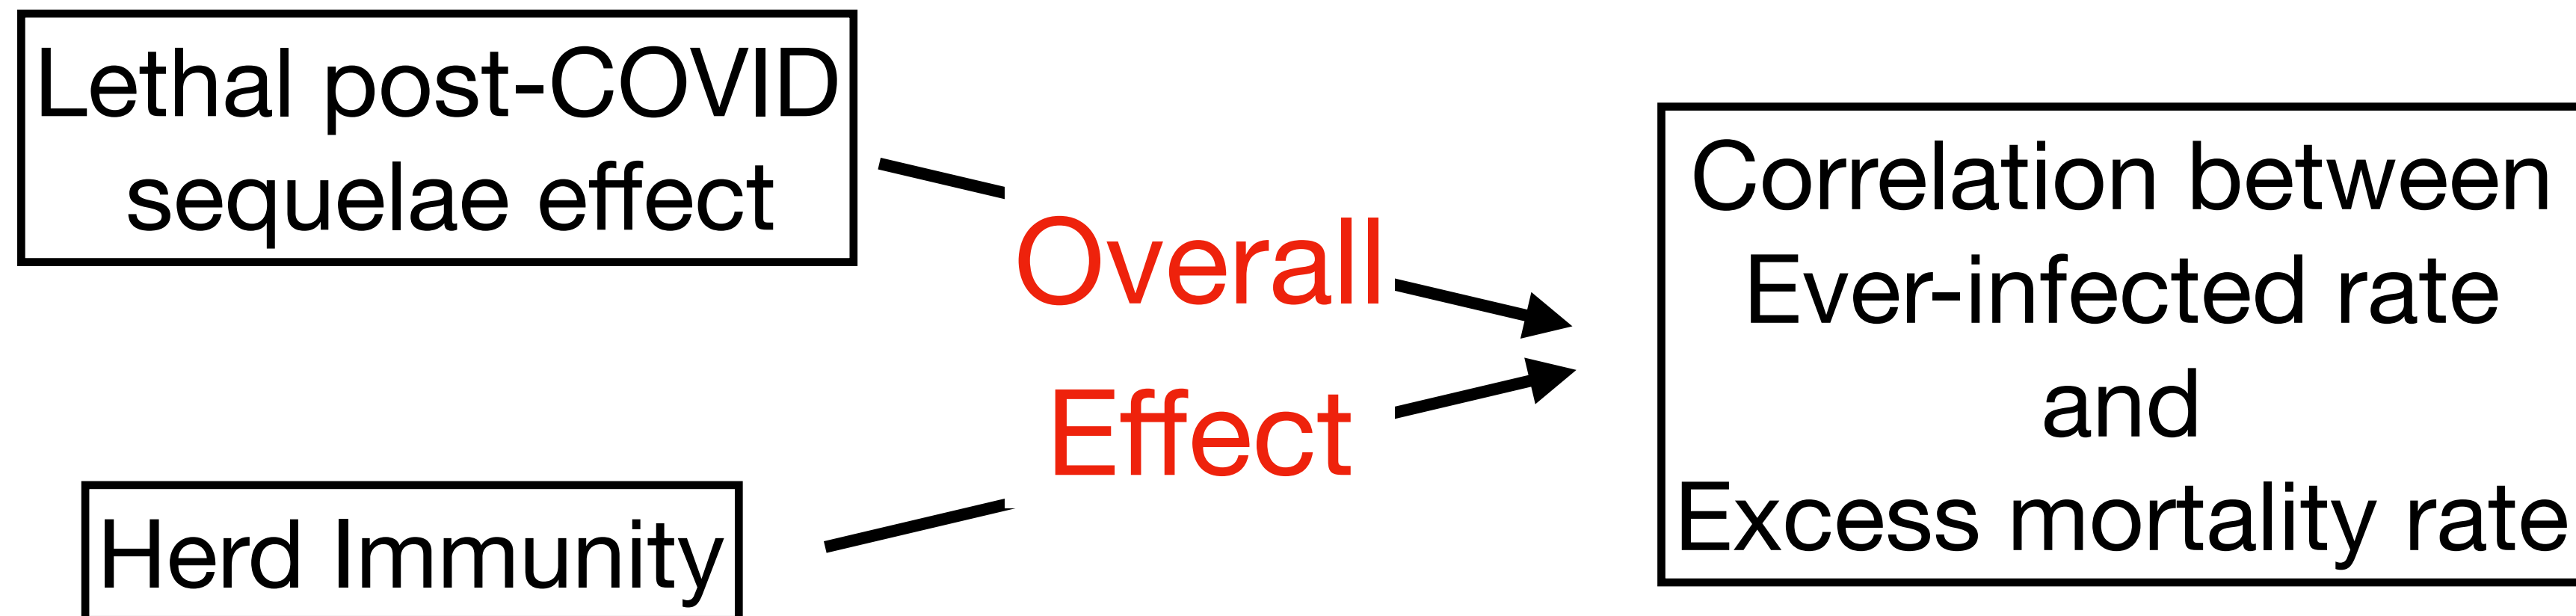 Lethal post-COVID
sequelae effect
Overall
Effect
Herd Immunity
Correlation between
Ever-infected rate
and
Excess mortality rate